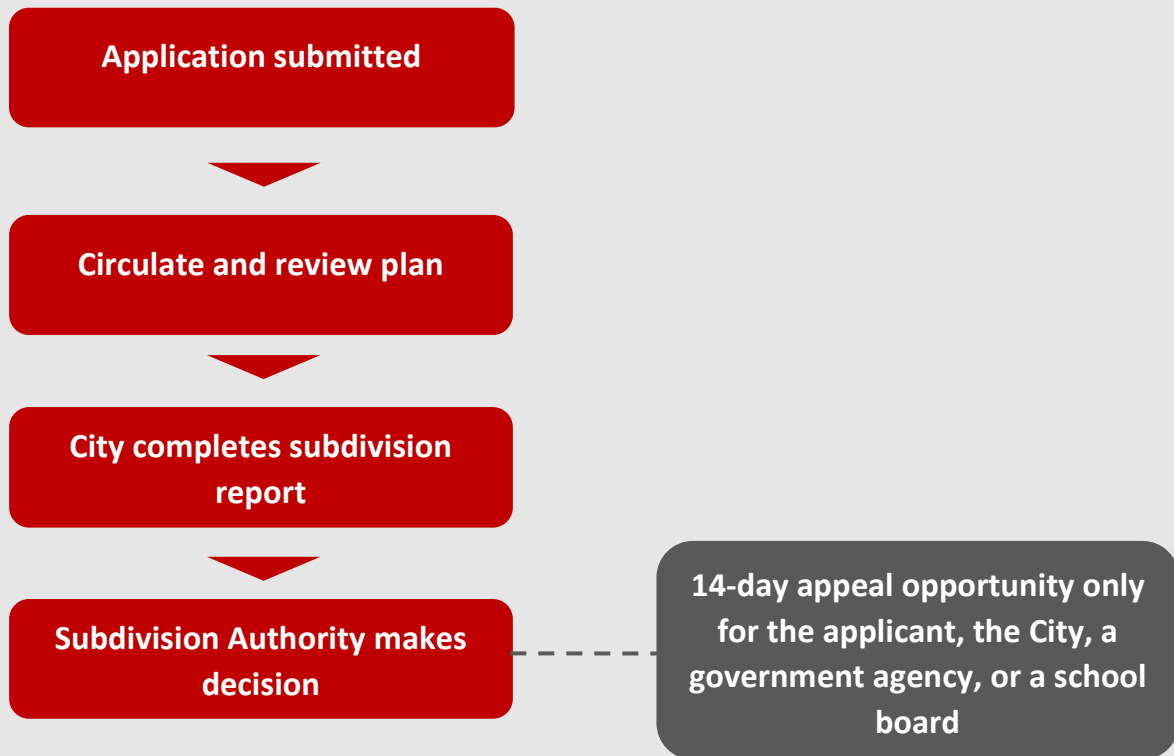 Application submitted
Circulate and review plan
City completes subdivision
report
Subdivision Authority makes
decision
14-day appeal opportunity only
for the applicant, the City, a
government agency, or a school
board